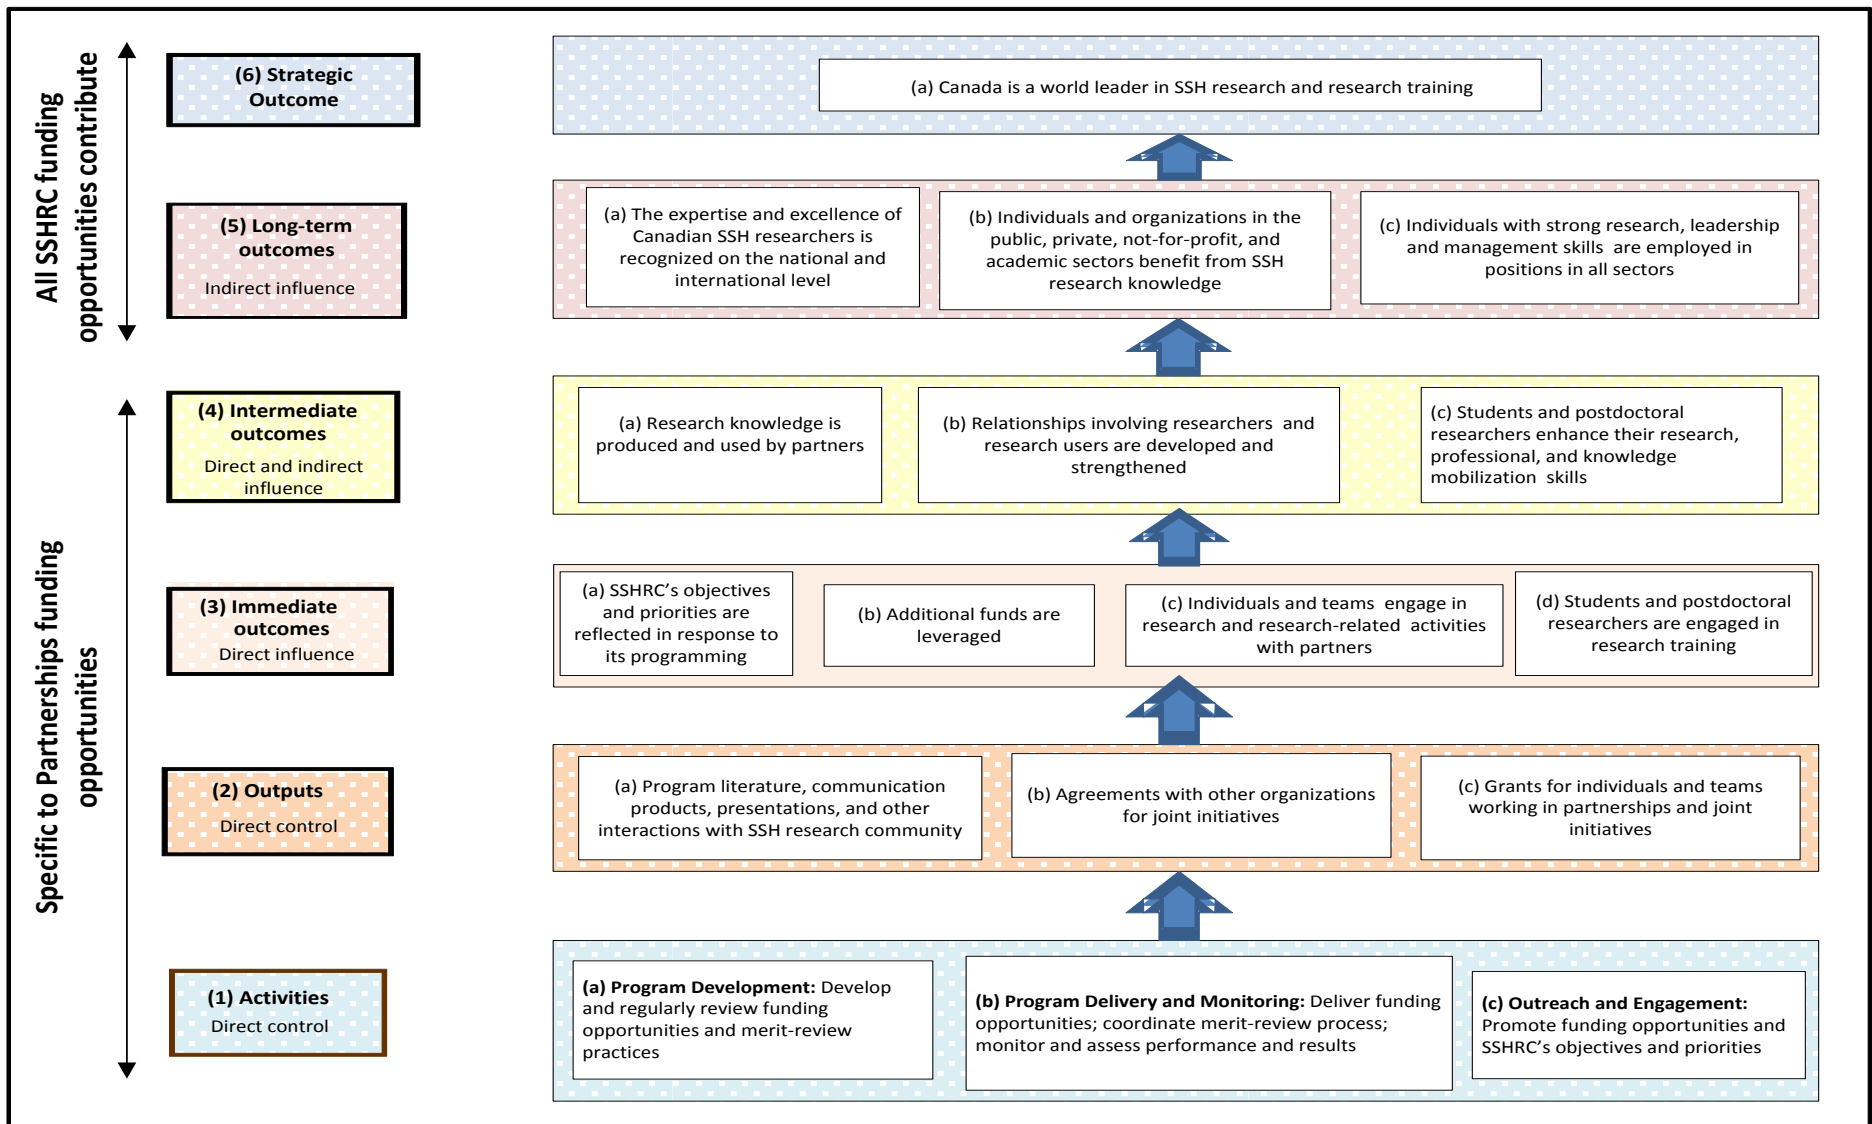 All SSHRC funding
opportunities contribute
(6) Strategic
Outcome
(a) Canada is a world leader in SSH research and research training
(5) Long-term
outcomes
Indirect influence
(a) The expertise and excellence of
Canadian SSH researchers is
recognized on the national and
international level
(b) Individuals and organizations in the
public, private, not-for-profit, and
academic sectors benefit from SSH
research knowledge
(c) Individuals with strong research, leadership
and management skills are employed in
positions in all sectors
Specific to Partnerships funding
opportunities
(4) Intermediate
outcomes
Direct and indirect
influence
(a) Research knowledge is
produced and used by partners
(b) Relationships involving researchers and
research users are developed and
strengthened
(c) Students and postdoctoral
researchers enhance their research,
professional, and knowledge
mobilization skills
(3) Immediate
outcomes
Direct influence
(a) SSHRC’s objectives
and priorities are
reflected in response to
its programming
(b) Additional funds are
leveraged
(c) Individuals and teams engage in
research and research-related activities
with partners
(d) Students and postdoctoral
researchers are engaged in
research training
(2) Outputs
Direct control
(a) Program literature, communication
products, presentations, and other
interactions with SSH research community
(b) Agreements with other organizations
for joint initiatives
(c) Grants for individuals and teams
working in partnerships and joint
initiatives
(1) Activities
Direct control
(a) Program Development: Develop
and regularly review funding
opportunities and merit-review
practices
(b) Program Delivery and Monitoring: Deliver funding
opportunities; coordinate merit-review process;
monitor and assess performance and results
(c) Outreach and Engagement:
Promote funding opportunities and
SSHRC’s objectives and priorities